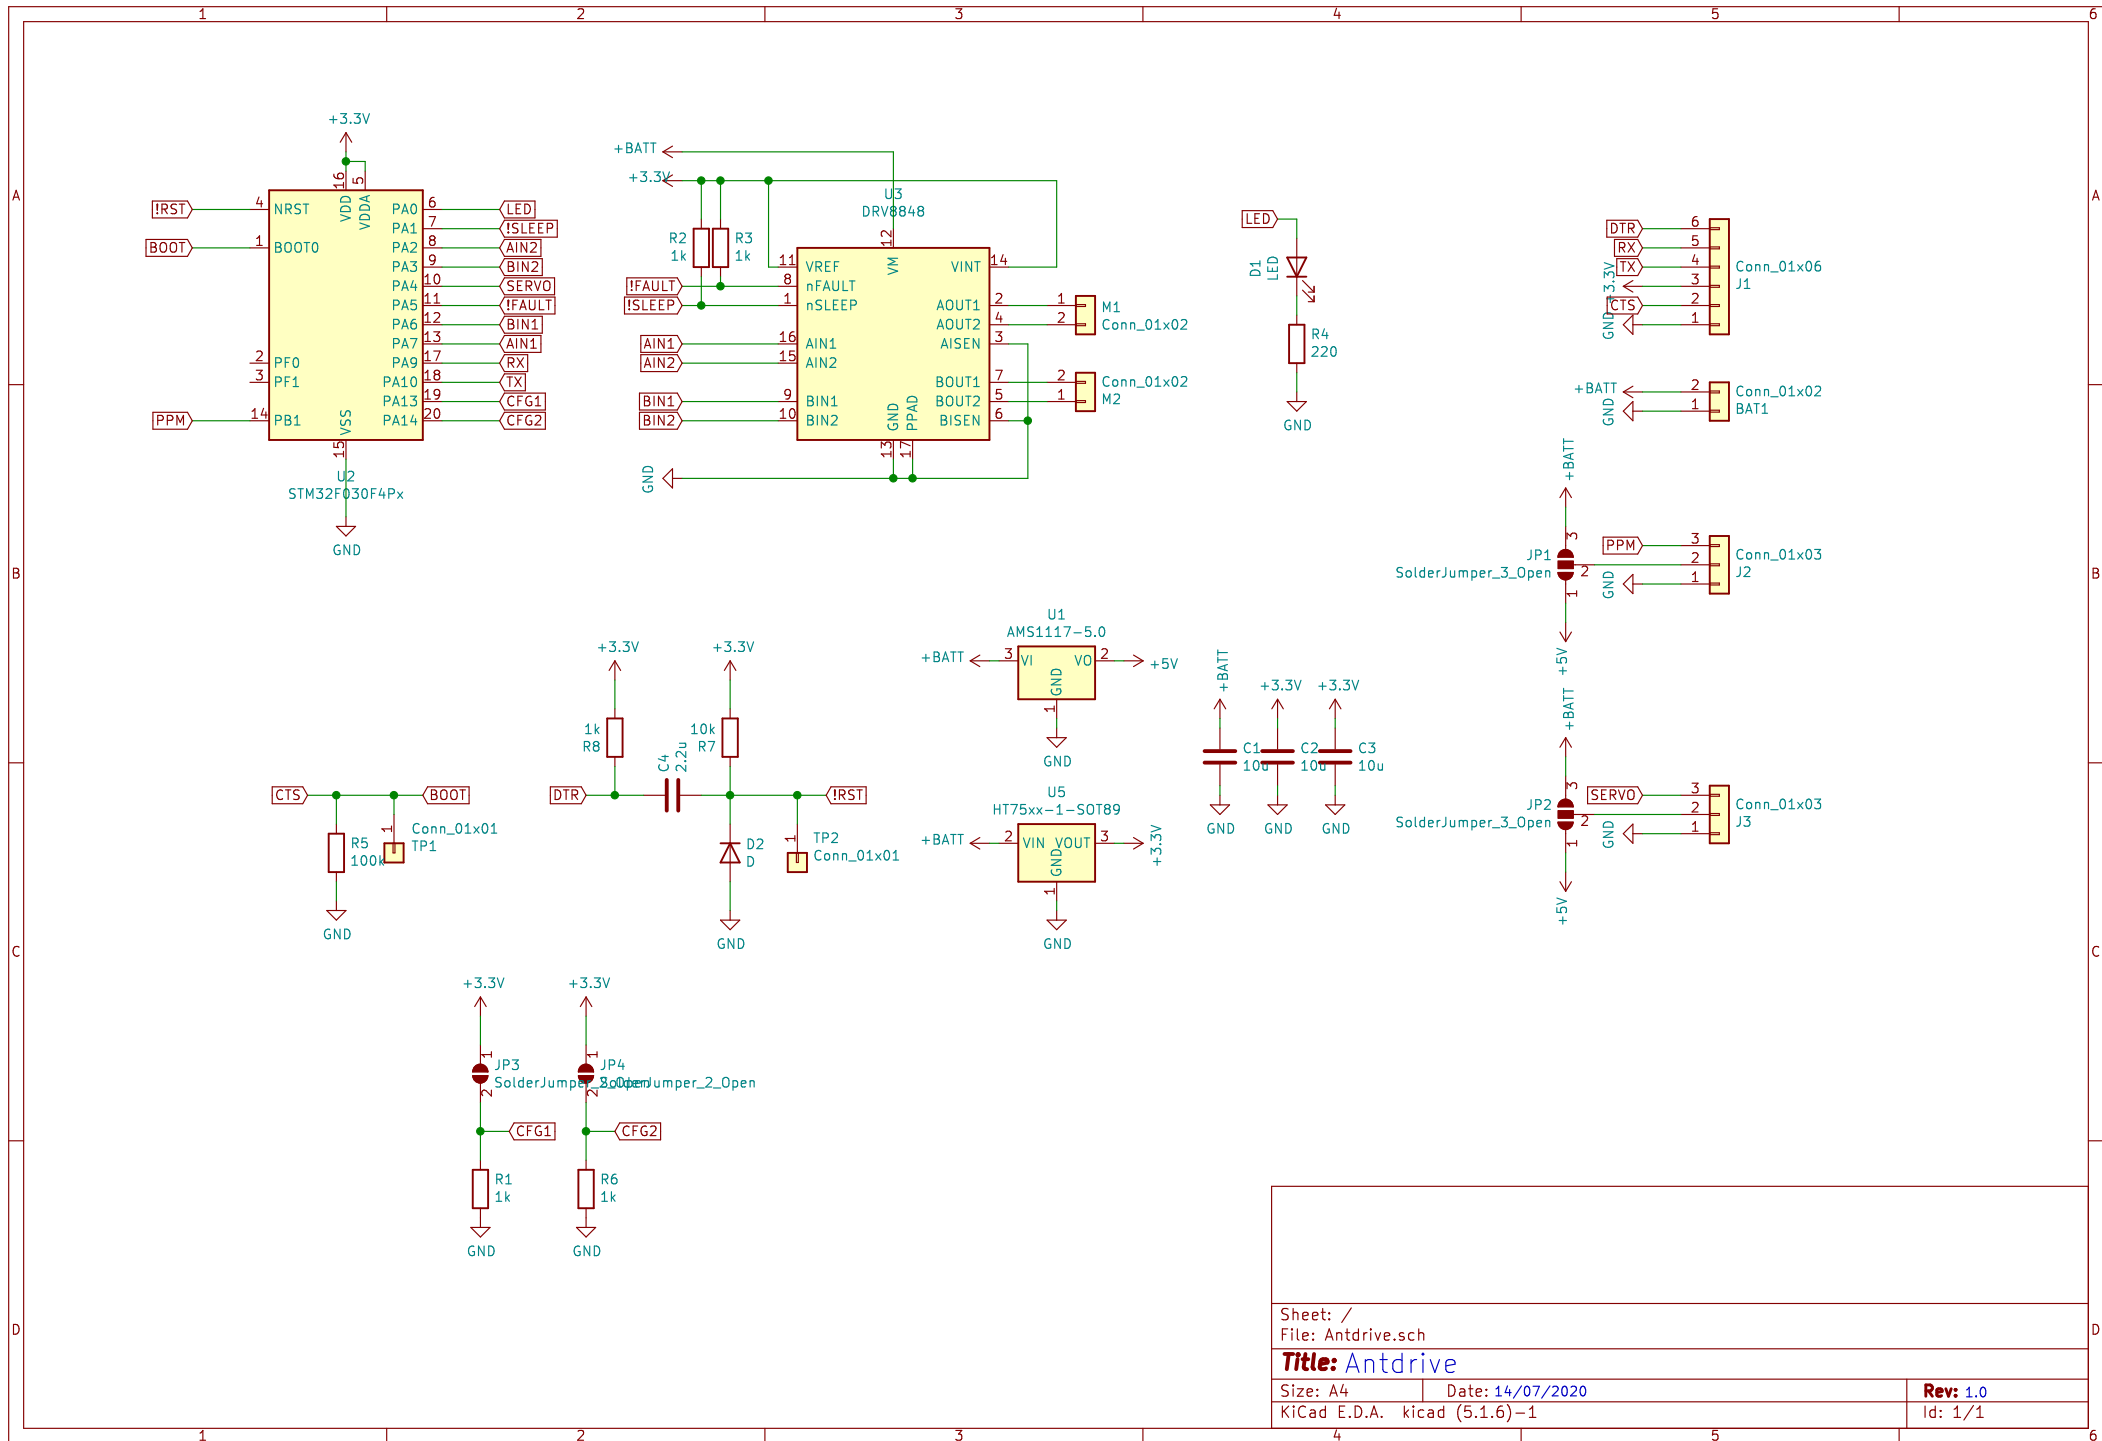 1 2 3 4 5 6
A
B
C
D
+3.3V
16
5
VDD
VDDA
!RST 4 NRST
BOOT 1 BOOT0
2 PF0
3 PF1
PPM 14 PB1
PA0 6 LED
PA1 7 !SLEEP
PA2 8 AIN2
PA3 9 BIN2
PA4 10 SERVO
PA5 11 !FAULT
PA6 12 BIN1
PA7 13 AIN1
PA9 17 RX
PA10 18 TX
PA13 19 CFG1
PA14 20 CFG2
VSS
15
U2
STM32F030F4Px
GND
+BATT
+3.3V
U3
DRV8848
R2
1k
R3
1k
12
VM
11 VREF
!FAULT 8 nFAULT
!SLEEP 1 nSLEEP
AIN1 16 AIN1
AIN2 15 AIN2
BIN1 9 BIN1
BIN2 10 BIN2
VINT 14
AOUT1 2
AOUT2 4
AISEN 3
BOUT1 7
BOUT2 5
BISEN 6
GND
PPAD
13
17
GND
1 M1
2 Conn_01x02
2 Conn_01x02
1 M2
LED
D1
LED
R4
220
GND
DTR 6
RX 5
TX 4
+3.3V 3
CTS 2
GND 1
Conn_01x06
J1
+BATT 2
GND 1
Conn_01x02
BAT1
+BATT
3
JP1
SolderJumper_3_Open
2
1
+5V
PPM 3
2
GND 1
Conn_01x03
J2
+BATT
3
JP2
SolderJumper_3_Open
2
1
+5V
SERVO 3
2
GND 1
Conn_01x03
J3
U1
AMS1117-5.0
+BATT 3 VI VO 2 +5V
GND
1
GND
U5
HT75xx-1-SOT89
+BATT 2 VIN VOUT 3 +3.3V
GND
1
GND
+BATT
+3.3V
+3.3V
C1
10u
C2
10u
C3
10u
GND
GND
GND
+3.3V
+3.3V
1k
R8
10k
R7
C4
2.2u
DTR
!RST
D2
D
1
TP2
Conn_01x01
GND
CTS
BOOT
R5
100k
1
Conn_01x01
TP1
GND
+3.3V
+3.3V
1
JP3
SolderJumper_2_Open
2
1
JP4
SolderJumper_2_Open
2
CFG1
CFG2
R1
1k
R6
1k
GND
GND
Sheet: /
File: Antdrive.sch
Title: Antdrive
Size: A4 Date: 14/07/2020 Rev: 1.0
KiCad E.D.A. kicad (5.1.6)-1 Id: 1/1
A
B
C
D
1 2 3 4 5 6